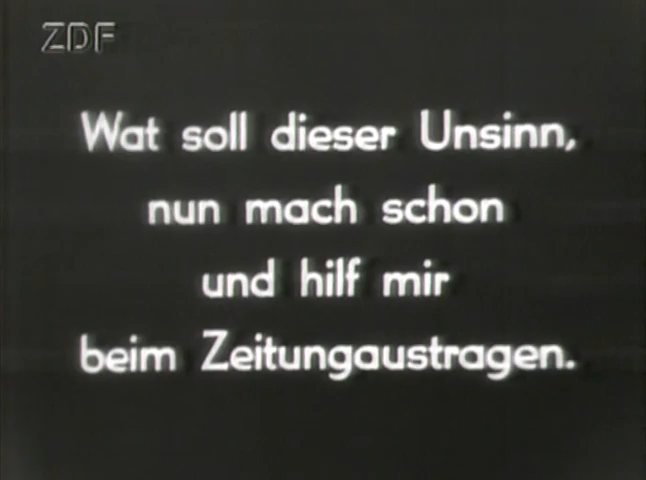 ZDF
Wat soll dieser Unsinn,
nun mach schon
und hilf mir
beim Zeitungaustragen.